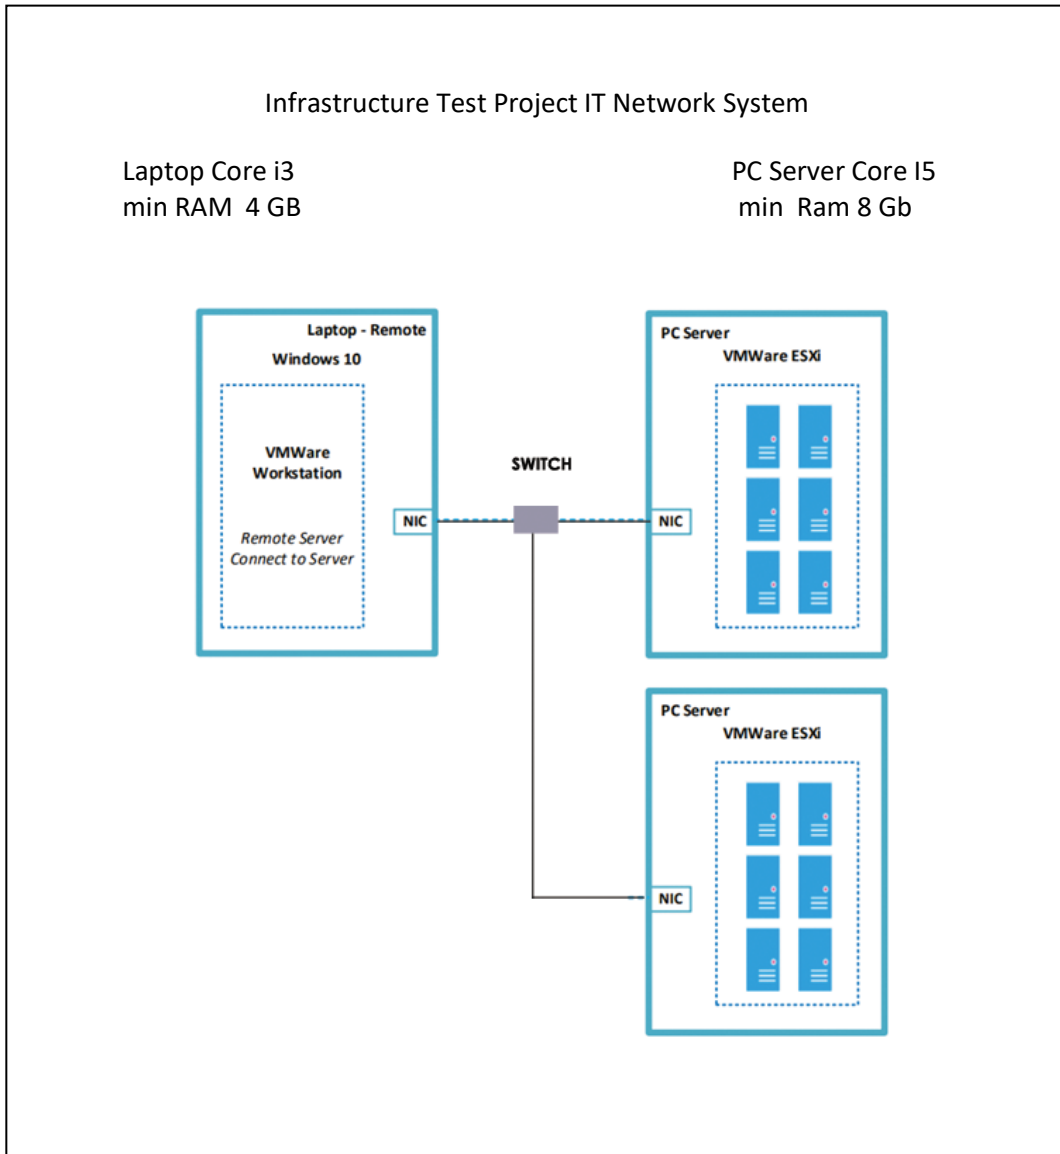 Infrastructure Test Project IT Network System
Laptop Core i3
min RAM  4 GB
PC Server Core I5
min  Ram 8 Gb
Laptop - Remote
Windows 10
VMWare
Workstation
Remote Server
Connect to Server
NIC
SWITCH
PC Server
VMWare ESXi
NIC
PC Server
VMWare ESXi
NIC